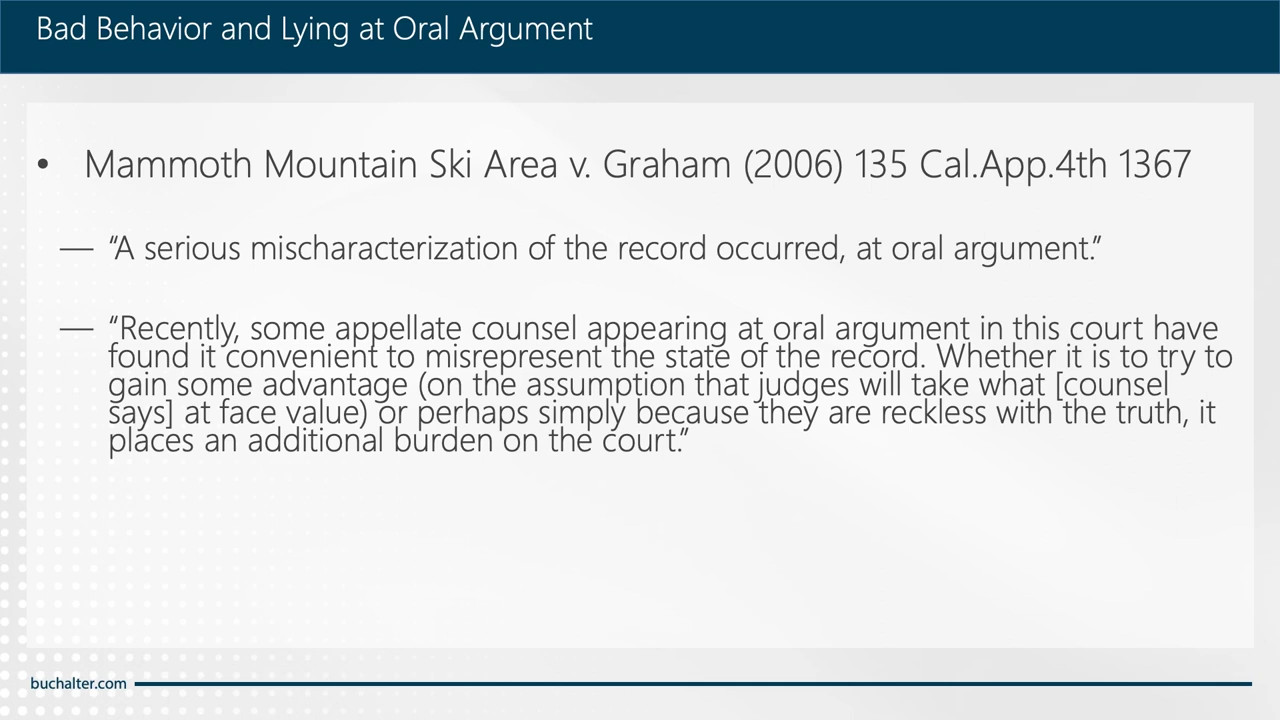 Bad Behavior and Lying at Oral Argument
• Mammoth Mountain Ski Area v. Graham (2006) 135 Cal.App.4th 1367
— “A serious mischaracterization of the record occurred, at oral argument.”
— “Recently, some appellate counsel appearing at oral argument in this court have
found it convenient to misrepresent the state of the record. Whether it is to try to
gain some advantage (on the assumption that judges will take what [counsel
says] at face value) or perhaps simply because they are reckless with the truth, it
places an additional burden on the court.”
buchalter.com